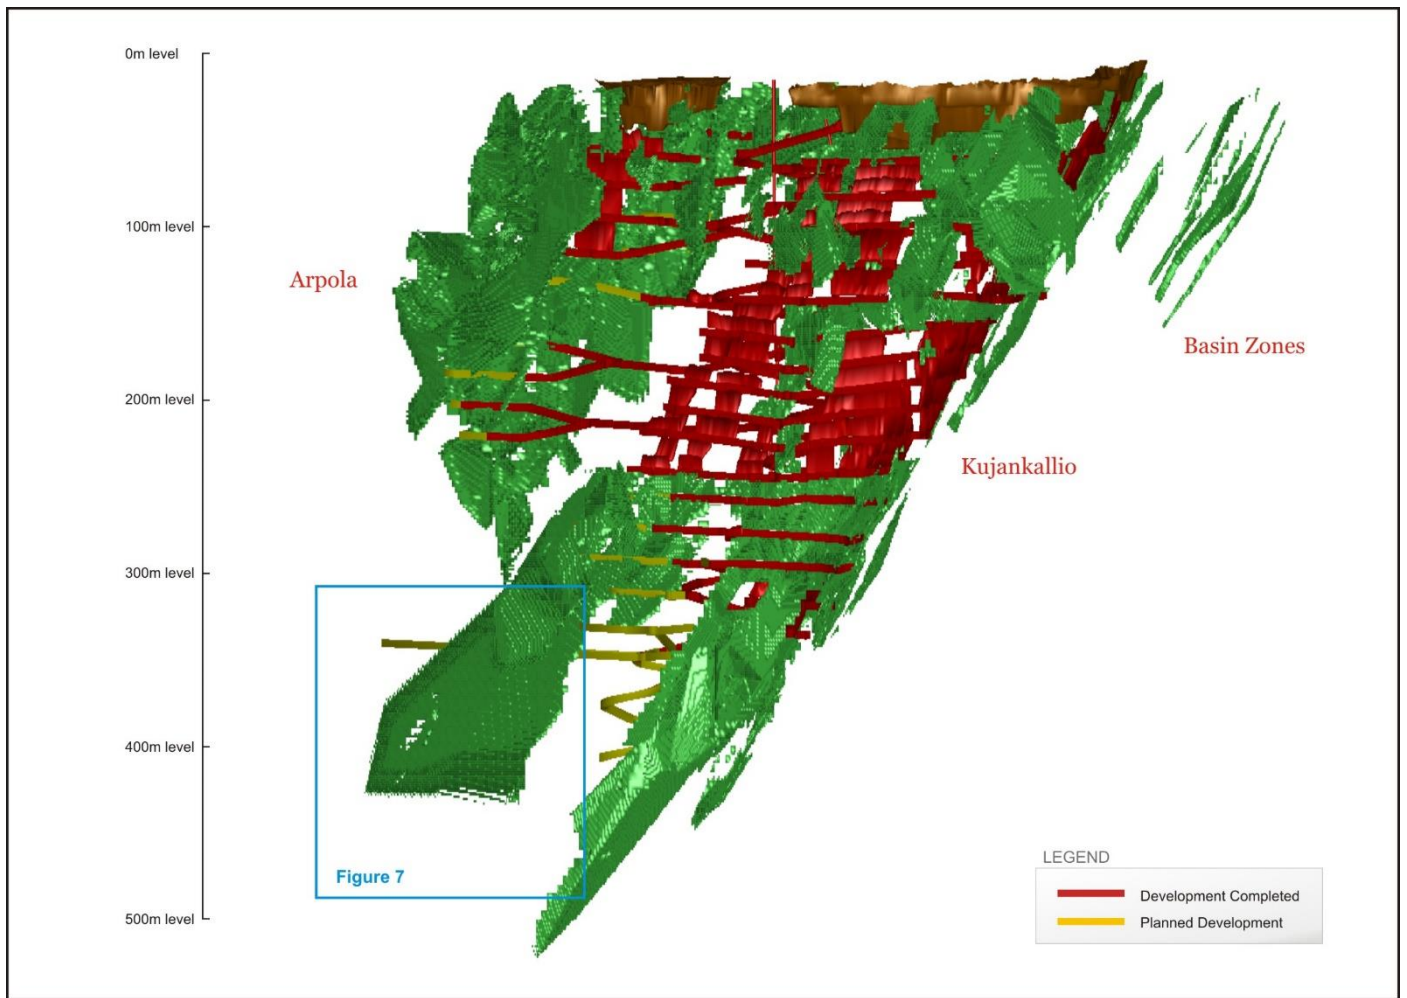 0m level
100m level
Arpola
Basin Zones
200m level
Kujankallio
300m level
400m level
Figure 7
500m level
LEGEND
Development Completed
Planned Development